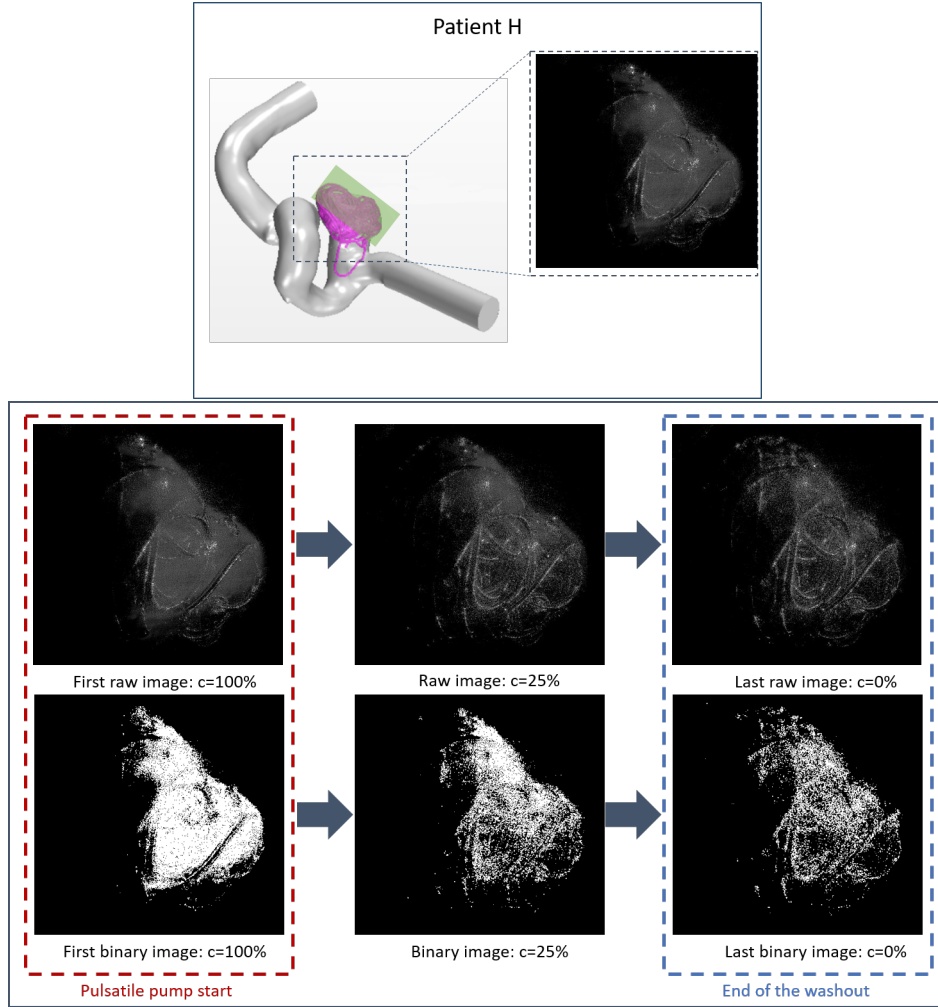 Patient H
First raw image: c=100%
Raw image: c=25%
Last raw image: c=0%
First binary image: c=100%
Binary image: c=25%
Last binary image: c=0%
Pulsatile pump start
End of the washout